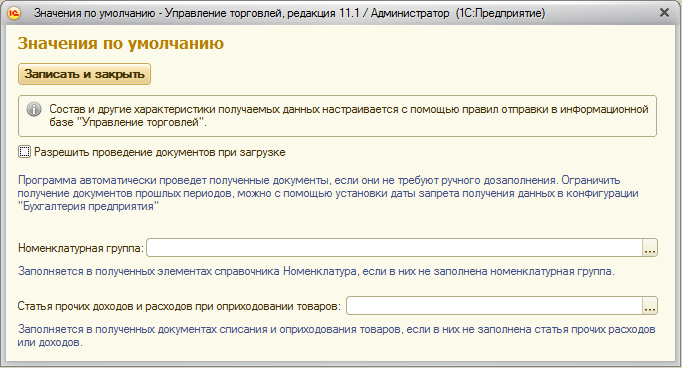 Значения по умолчанию - Управление торговлей, редакция 11.1 / Администратор (1С:Предприятие)
Значения по умолчанию
Записать и закрыть
Состав и другие характеристики получаемых данных настраивается с помощью правил отправки в информационной
базе "Управление торговлей".
Разрешить проведение документов при загрузке
Программа автоматически проведет полученные документы, если они не требуют ручного дозаполнения. Ограничить
получение документов прошлых периодов, можно с помощью установки даты запрета получения данных в конфигурации
"Бухгалтерия предприятия"
Номенклатурная группа: ...
Заполняется в полученных элементах справочника Номенклатура, если в них не заполнена номенклатурная группа.
Статья прочих доходов и расходов при оприходовании товаров: ...
Заполняется в полученных документах списания и оприходования товаров, если в них не заполнена статья прочих расходов
или доходов.